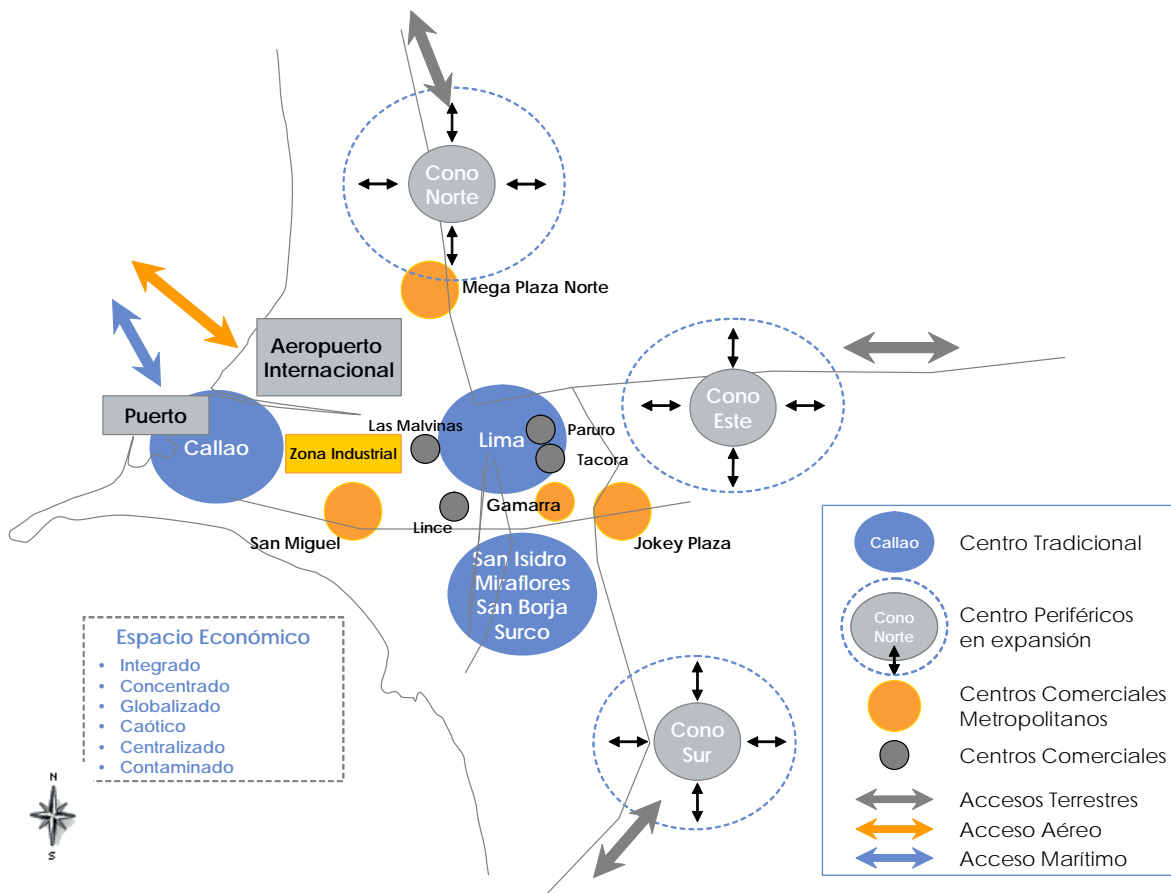 Cono
Norte
Mega Plaza Norte
Aeropuerto
Internacional
Puerto
Callao
Zona Industrial
Las Malvinas
Lima
Paruro
Tacora
Cono
Este
San Miguel
Lince
Gamarra
Jokey Plaza
San Isidro
Miraflores
San Borja
Surco
Cono
Sur
Espacio Económico
• Integrado
• Concentrado
• Globalizado
• Caótico
• Centralizado
• Contaminado
N
S
Callao
Centro Tradicional
Cono
Norte
Centro Periféricos
en expansión
Centros Comerciales
Metropolitanos
Centros Comerciales
Accesos Terrestres
Acceso Aéreo
Acceso Marítimo